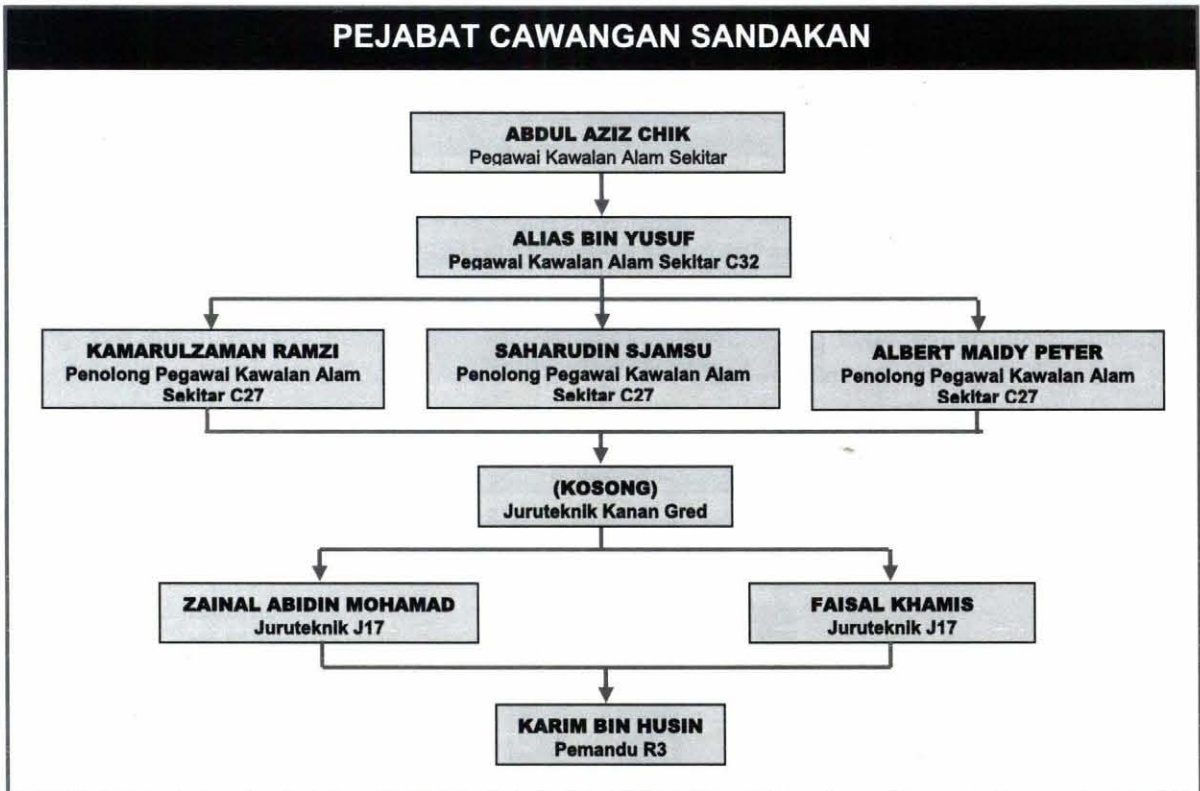 PEJABAT CAWANGAN SANDAKAN
ABDUL AZIZ CHIK
Pegawai Kawalan Alam Sekitar
ALIAS BIN YUSUF
Pegawai Kawalan Alam Sekitar C32
KAMARULZAMAN RAMZI
Penolong Pegawai Kawalan Alam
Sekitar C27
SAHARUDIN SJAMSU
Penolong Pegawai Kawalan Alam
Sekitar C27
ALBERT MAIDY PETER
Penolong Pegawai Kawalan Alam
Sekitar C27
(KOSONG)
Juruteknik Kanan Gred
ZAINAL ABIDIN MOHAMAD
Juruteknik J17
FAISAL KHAMIS
Juruteknik J17
KARIM BIN HUSIN
Pemandu R3